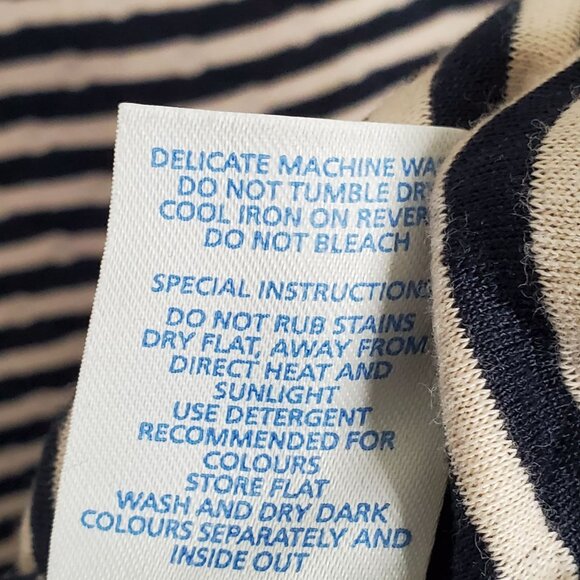 DELICATE MACHINE WA
DO NOT TUMBLE DR
COOL IRON ON REVER
DO NOT BLEACH
SPECIAL INSTRUCTIONS
DO NOT RUB STAINS
DRY FLAT, AWAY FROM
DIRECT HEAT AND
SUNLIGHT
USE DETERGENT
RECOMMENDED FOR
COLOURS
STORE FLAT
WASH AND DRY DARK
COLOURS SEPARATELY AND
INSIDE OUT